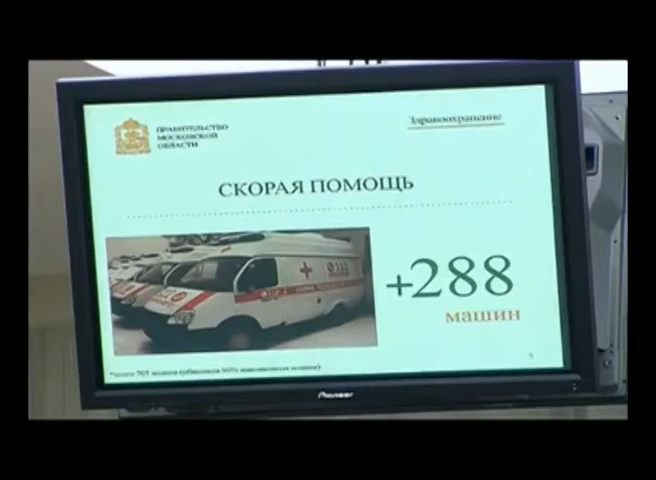 ПРАВИТЕЛЬСТВО
МОСКОВСКОЙ
ОБЛАСТИ
Здравоохранение
СКОРАЯ ПОМОЩЬ
+288
машин
Pioneer